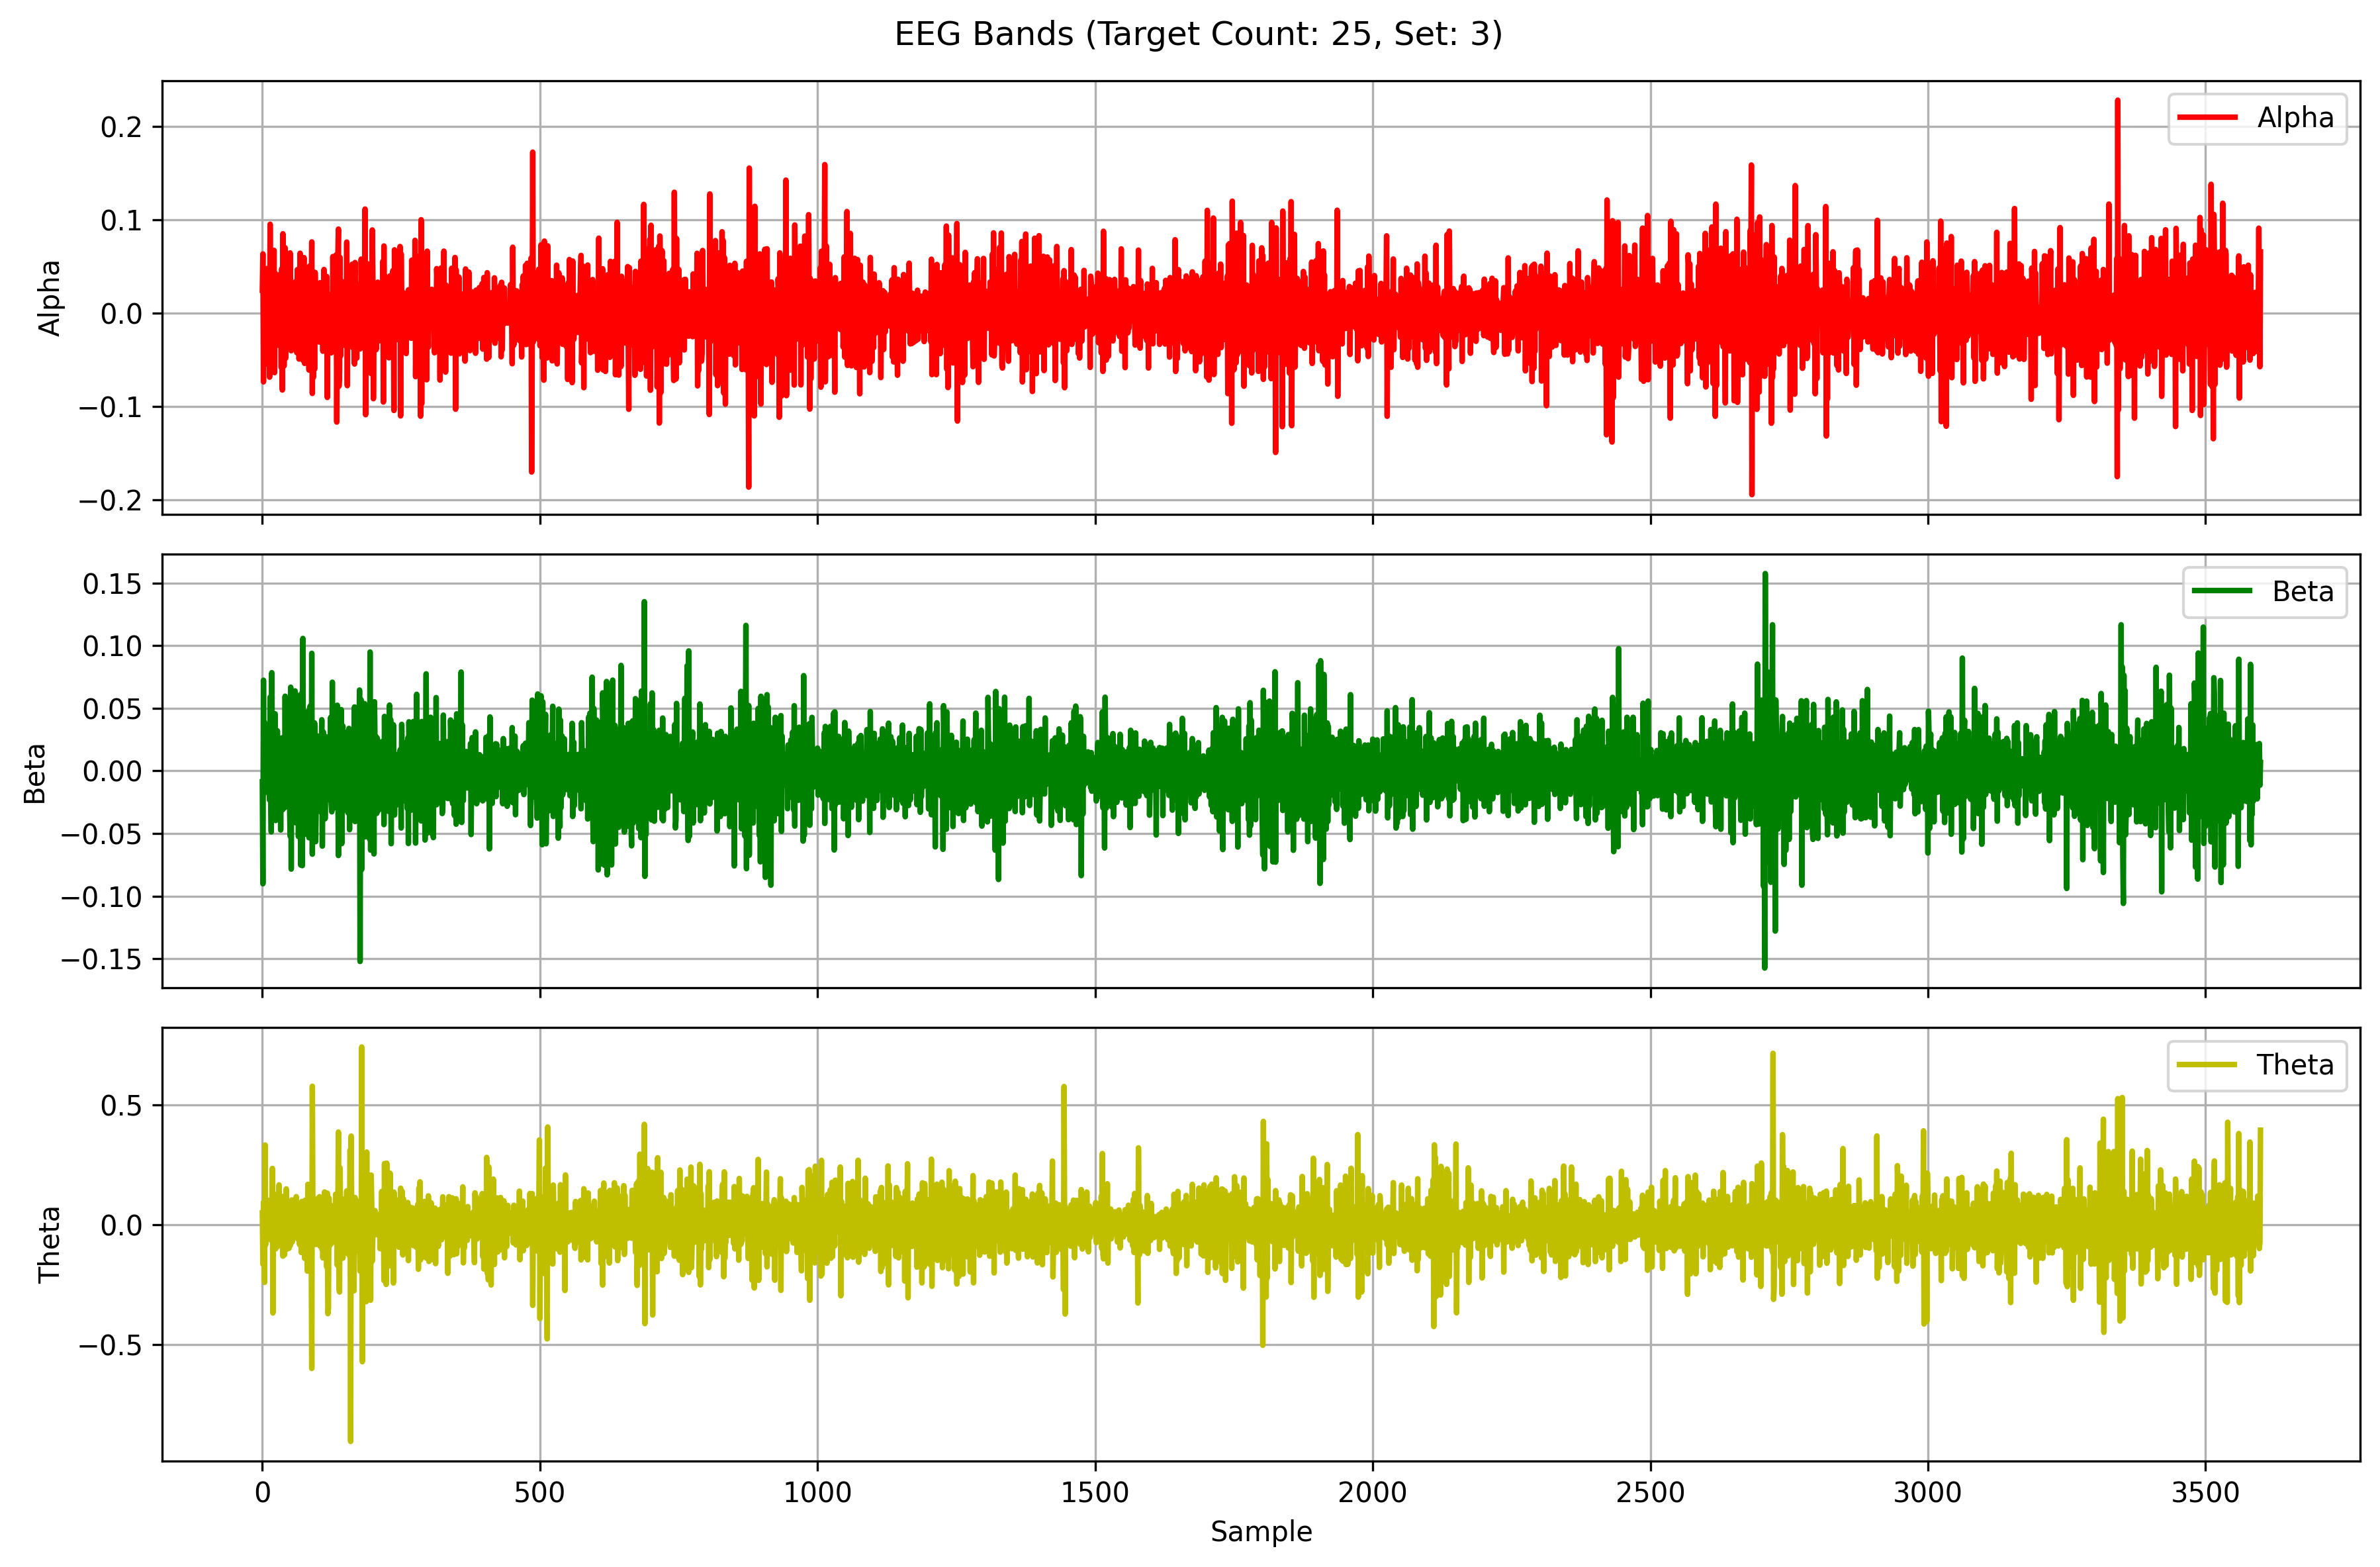 EEG Bands (Target Count: 25, Set: 3)
Alpha
0.2
0.1
0.0
−0.1
−0.2
Alpha
Beta
0.15
0.10
0.05
0.00
−0.05
−0.10
−0.15
Beta
Theta
0.5
0.0
−0.5
Theta
0 500 1000 1500 2000 2500 3000 3500
Sample